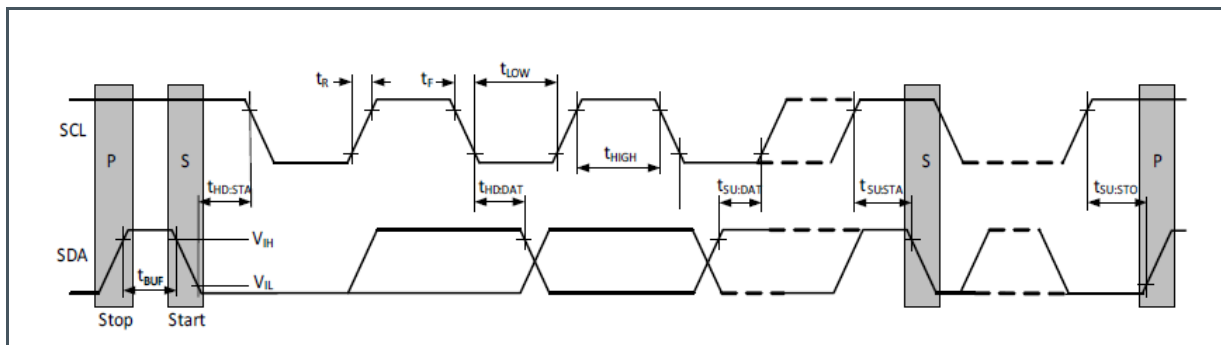 tR
tF
tLOW
SCL
P
S
tHIGH
S
P
tHD:STA
tHD:DAT
tSU:DAT
tSU:STA
tSU:STO
VIH
SDA
tBUF
VIL
Stop
Start